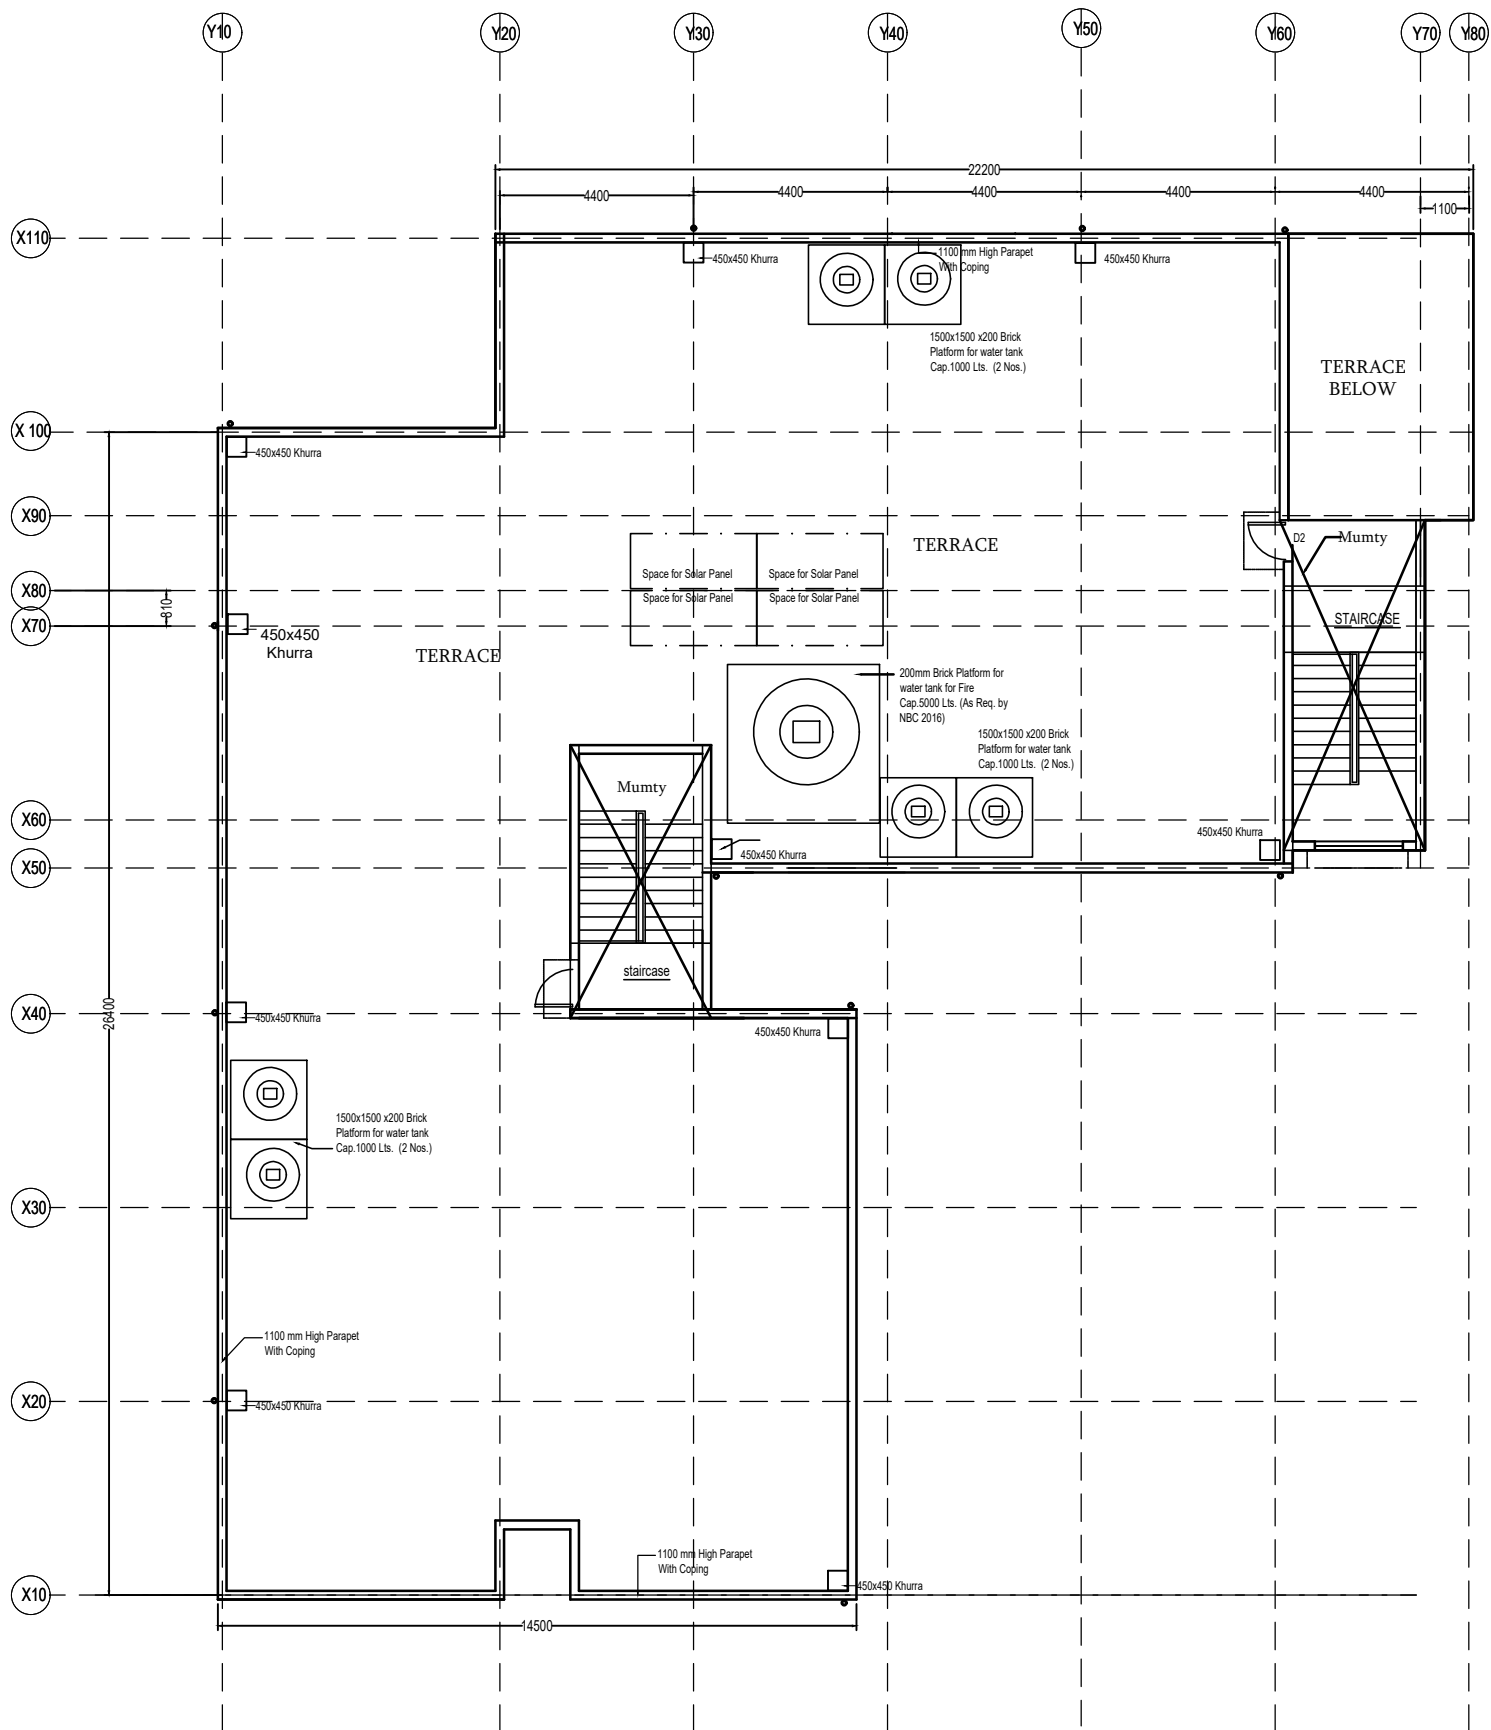 Y10
Y20
Y30
Y40
Y50
Y60
Y70
Y80
22200
4400
4400
4400
4400
4400
1100
X110
450x450 Khurra
1100 mm High Parapet
With Coping
450x450 Khurra
1500x1500 x200 Brick
Platform for water tank
Cap.1000 Lts. (2 Nos.)
TERRACE
BELOW
X 100
450x450 Khurra
X90
TERRACE
D2
Mumty
Space for Solar Panel
Space for Solar Panel
X80
Space for Solar Panel
Space for Solar Panel
810
X70
450x450
Khurra
TERRACE
STAIRCASE
200mm Brick Platform for
water tank for Fire
Cap.5000 Lts. (As Req. by
NBC 2016)
1500x1500 x200 Brick
Platform for water tank
Cap.1000 Lts. (2 Nos.)
Mumty
X60
450x450 Khurra
450x450 Khurra
X50
staircase
26400
X40
450x450 Khurra
450x450 Khurra
1500x1500 x200 Brick
Platform for water tank
Cap.1000 Lts. (2 Nos.)
X30
1100 mm High Parapet
With Coping
X20
450x450 Khurra
1100 mm High Parapet
With Coping
450x450 Khurra
X10
14500